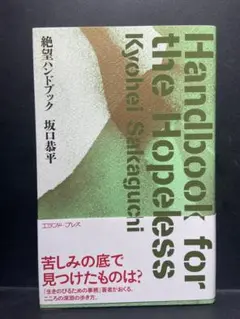 Handbook for
the Hopeless
Kyohei Sakaguchi
絶望ハンドブック 坂口恭平
エランド・プレス
苦しみの底で
見つけたものは?
『生きのびるための事務』著者がおくる、
こころの深淵の歩き方。